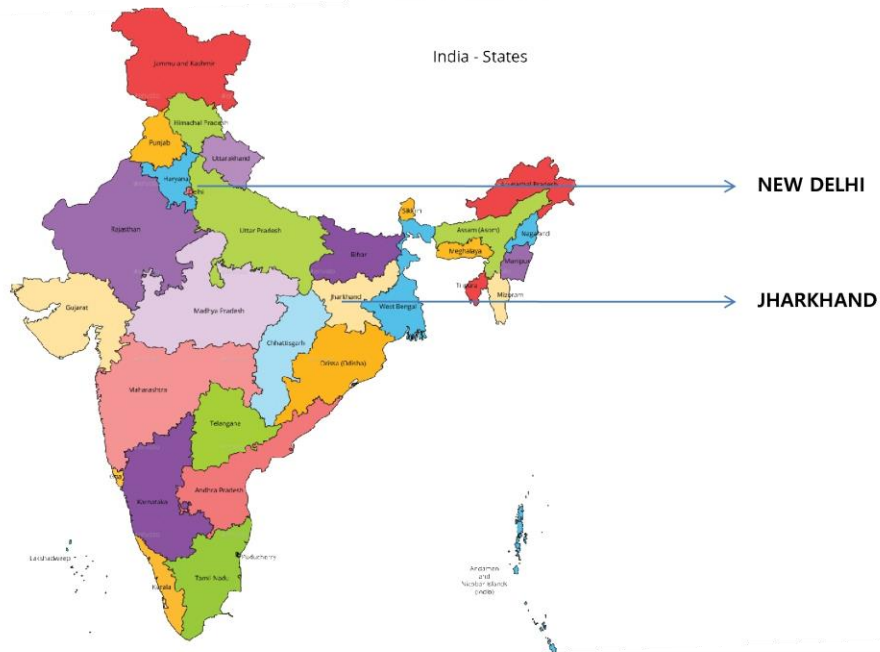 India - States
Jammu and Kashmir
Himachal Pradesh
Punjab
Uttarakhand
Haryana
Delhi
NEW DELHI
Arunachal Pradesh
Sikkim
Rajasthan
Uttar Pradesh
Assam (Asom)
Nagaland
Bihar
Meghalaya
Manipur
Tripura
Mizoram
Jharkhand
JHARKHAND
Gujarat
Madhya Pradesh
West Bengal
Chhattisgarh
Orissa (Odisha)
Maharashtra
Telangana
Goa
Andhra Pradesh
Karnataka
Lakshadweep
Puducherry
Kerala
Tamil Nadu
Andaman
and
Nicobar Islands
(India)